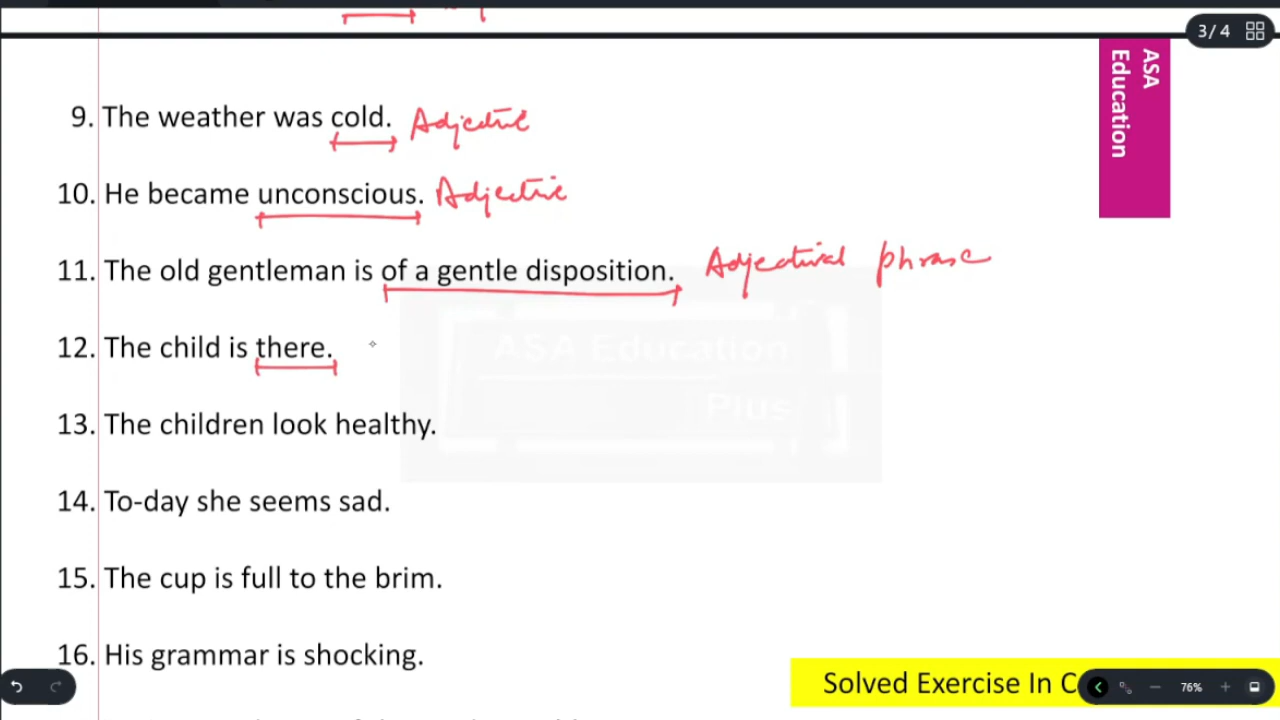 3/4
ASA
Education
9. The weather was cold. Adjective
10. He became unconscious. Adjective
11. The old gentleman is of a gentle disposition. Adjectival phrase
12. The child is there.
ASA Education
Plus
13. The children look healthy.
14. To-day she seems sad.
15. The cup is full to the brim.
16. His grammar is shocking.
Solved Exercise In C
76%